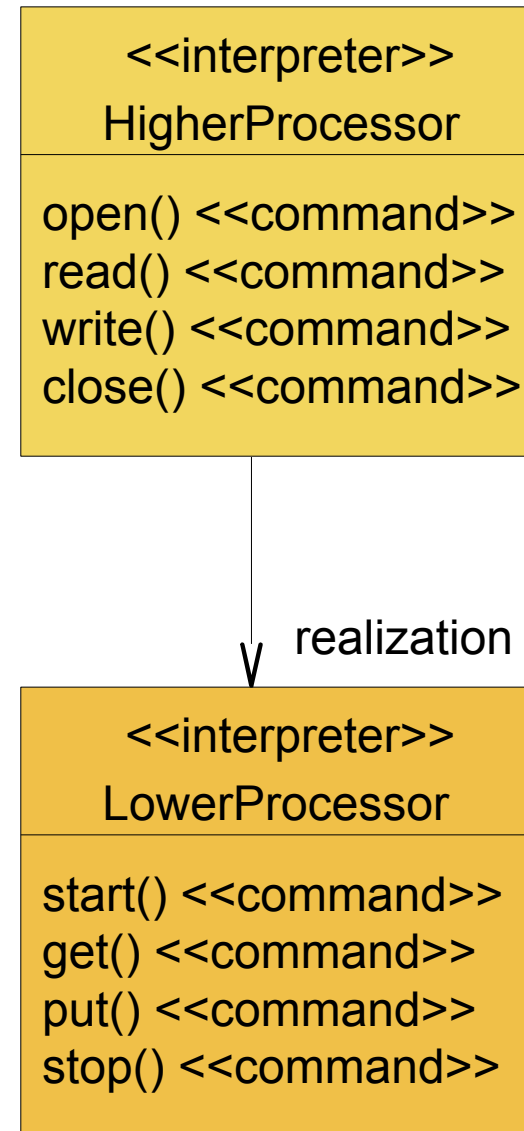 <<interpreter>>
HigherProcessor
open() <<command>>
read() <<command>>
write() <<command>>
close() <<command>>
realization
<<interpreter>>
LowerProcessor
start() <<command>>
get() <<command>>
put() <<command>>
stop() <<command>>